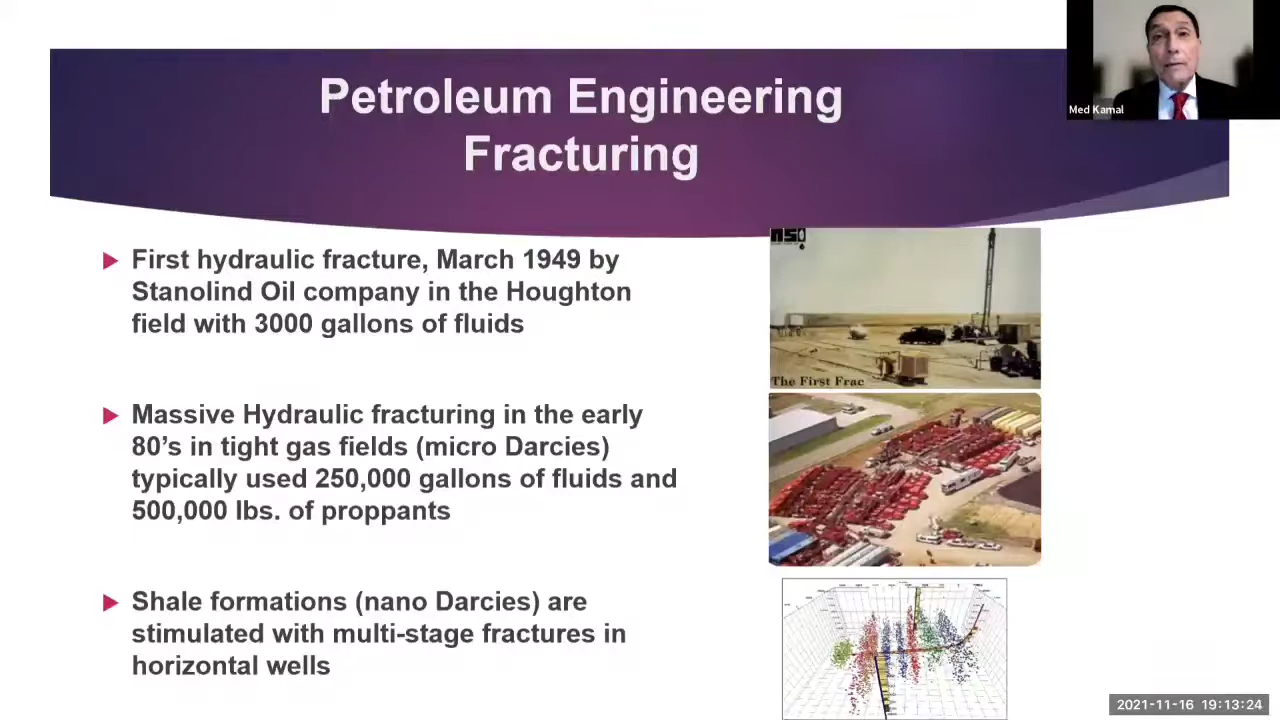 Petroleum Engineering
Fracturing
Med Kamal
First hydraulic fracture, March 1949 by
Stanolind Oil company in the Houghton
field with 3000 gallons of fluids
The First Frac
Massive Hydraulic fracturing in the early
80’s in tight gas fields (micro Darcies)
typically used 250,000 gallons of fluids and
500,000 lbs. of proppants
Shale formations (nano Darcies) are
stimulated with multi-stage fractures in
horizontal wells
2021-11-16 19:13:24